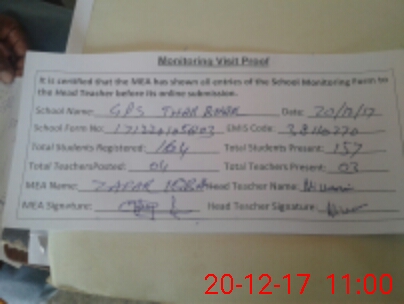 Monitoring Visit Proof
It is certified that the MEA has shown all entries of the School Monitoring Form to
the Head Teacher before its online submission.
School Name: GPS THAR Date: 20/12/17
School Form No: EMIS Code:
Total Students Registered: 164 Total Students Present: 157
Total Teachers Posted: 04 Total Teachers Present: 03
MEA Name: ZAFAR IQBAL Head Teacher Name:
MEA Signature: Head Teacher Signature:
20-12-17 11:00